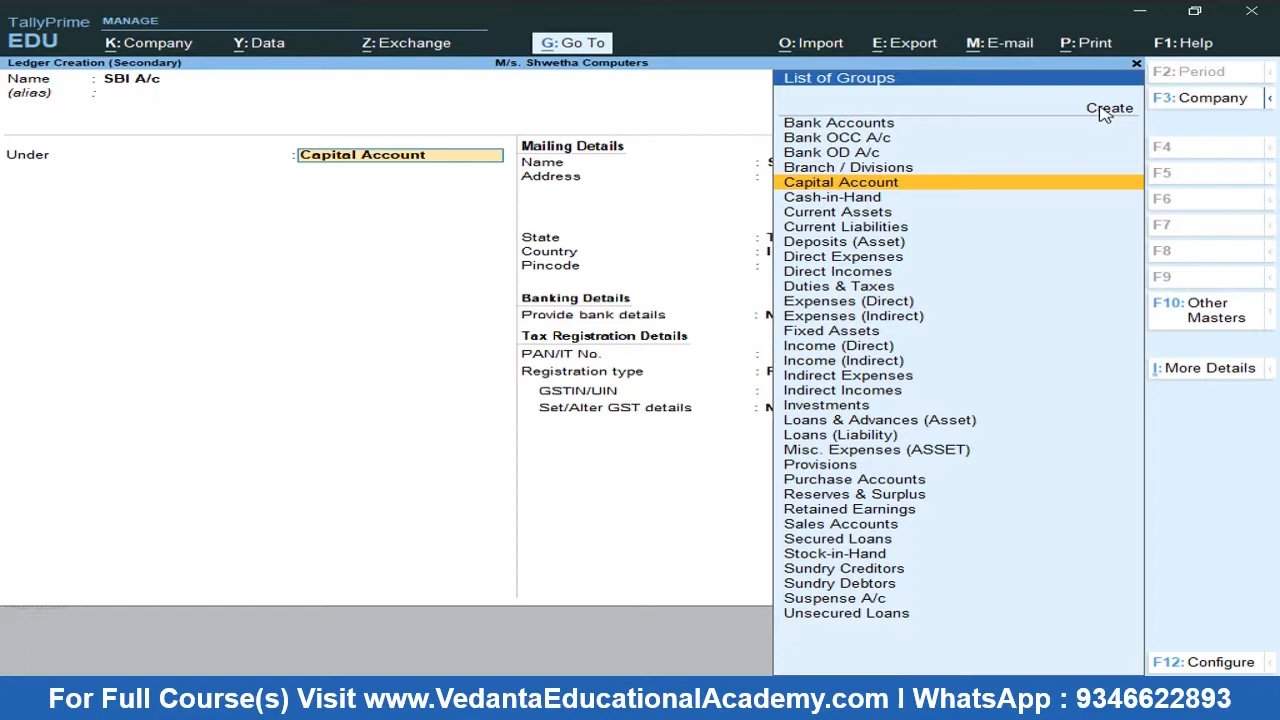 TallyPrime MANAGE
EDU K: Company Y: Data Z: Exchange G: Go To O: Import E: Export M: E-mail P: Print F1: Help
Ledger Creation (Secondary) M/s. Shwetha Computers
Name : SBI A/c
(alias) :
Under : Capital Account
Mailing Details
Name :
Address :
State :
Country :
Pincode :
Banking Details
Provide bank details :
Tax Registration Details
PAN/IT No. :
Registration type :
GSTIN/UIN :
Set/Alter GST details :
List of Groups
Create
Bank Accounts
Bank OCC A/c
Bank OD A/c
Branch / Divisions
Capital Account
Cash-in-Hand
Current Assets
Current Liabilities
Deposits (Asset)
Direct Expenses
Direct Incomes
Duties & Taxes
Expenses (Direct)
Expenses (Indirect)
Fixed Assets
Income (Direct)
Income (Indirect)
Indirect Expenses
Indirect Incomes
Investments
Loans & Advances (Asset)
Loans (Liability)
Misc. Expenses (ASSET)
Provisions
Purchase Accounts
Reserves & Surplus
Retained Earnings
Sales Accounts
Secured Loans
Stock-in-Hand
Sundry Creditors
Sundry Debtors
Suspense A/c
Unsecured Loans
F2: Period
F3: Company
F4
F5
F6
F7
F8
F9
F10: Other
Masters
I: More Details
F12: Configure
For Full Course(s) Visit www.VedantaEducationalAcademy.com I WhatsApp : 9346622893